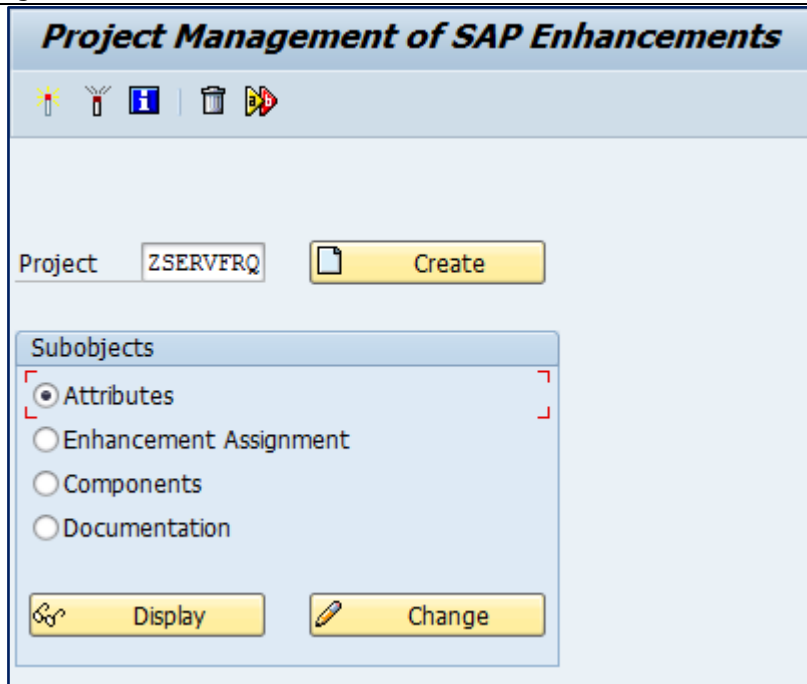 Project Management of SAP Enhancements
Project ZSERVFRQ Create
Subobjects
Attributes
Enhancement Assignment
Components
Documentation
Display Change